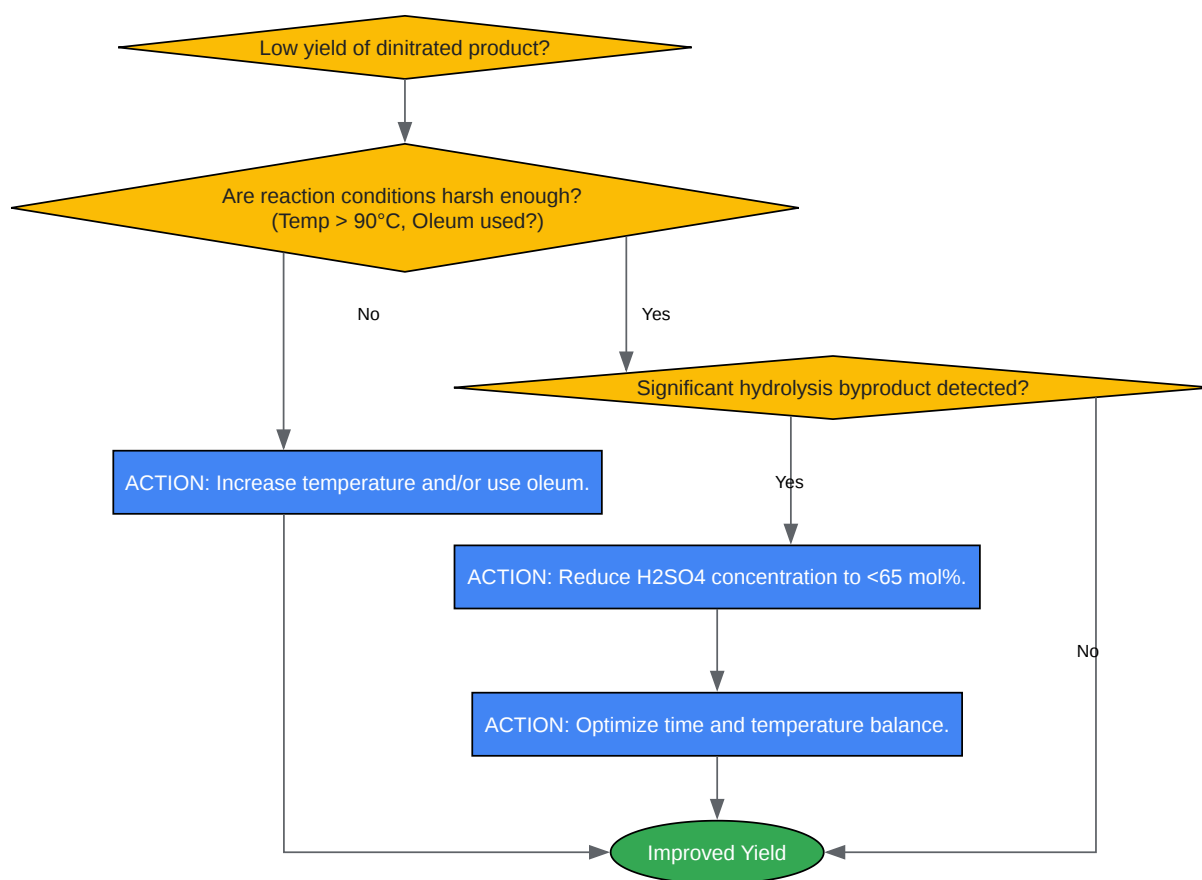 Low yield of dinitrated product?
Are reaction conditions harsh enough?
(Temp > 90°C, Oleum used?)
No
Yes
Significant hydrolysis byproduct detected?
ACTION: Increase temperature and/or use oleum.
Yes
ACTION: Reduce H2SO4 concentration to <65 mol%.
No
ACTION: Optimize time and temperature balance.
Improved Yield